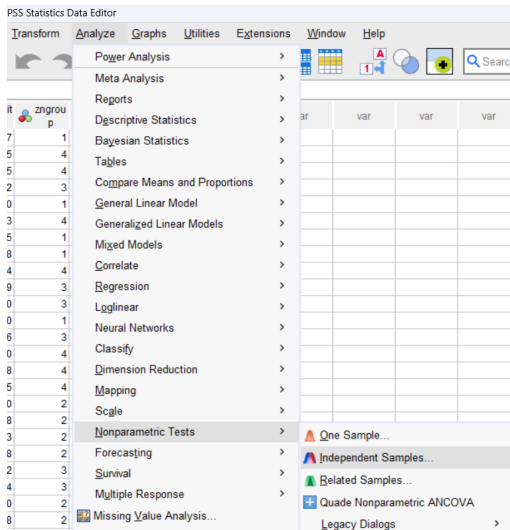 PSS Statistics Data Editor
Transform Analyze Graphs Utilities Extensions Window Help
Power Analysis >
A
1
Searc
Meta Analysis >
Reports >
it zngrou
p
ar var var var
Descriptive Statistics >
7 1
Bayesian Statistics >
5 4
Tables >
5 4
2 3
Compare Means and Proportions >
0 1
General Linear Model >
3 4
Generalized Linear Models >
5 1
8 1
Mixed Models >
4 4
Correlate >
9 3
Regression >
0 3
Loglinear >
0 1
Neural Networks >
6 3
Classify >
0 4
8 4
Dimension Reduction >
5 4
Mapping >
0 2
Scale >
8 2
Nonparametric Tests >
3 2
One Sample...
8 2
Forecasting >
Independent Samples...
2 3
Survival >
Related Samples...
4 3
Multiple Response >
0 2
Quade Nonparametric ANCOVA
Missing Value Analysis...
8 2
Legacy Dialogs >